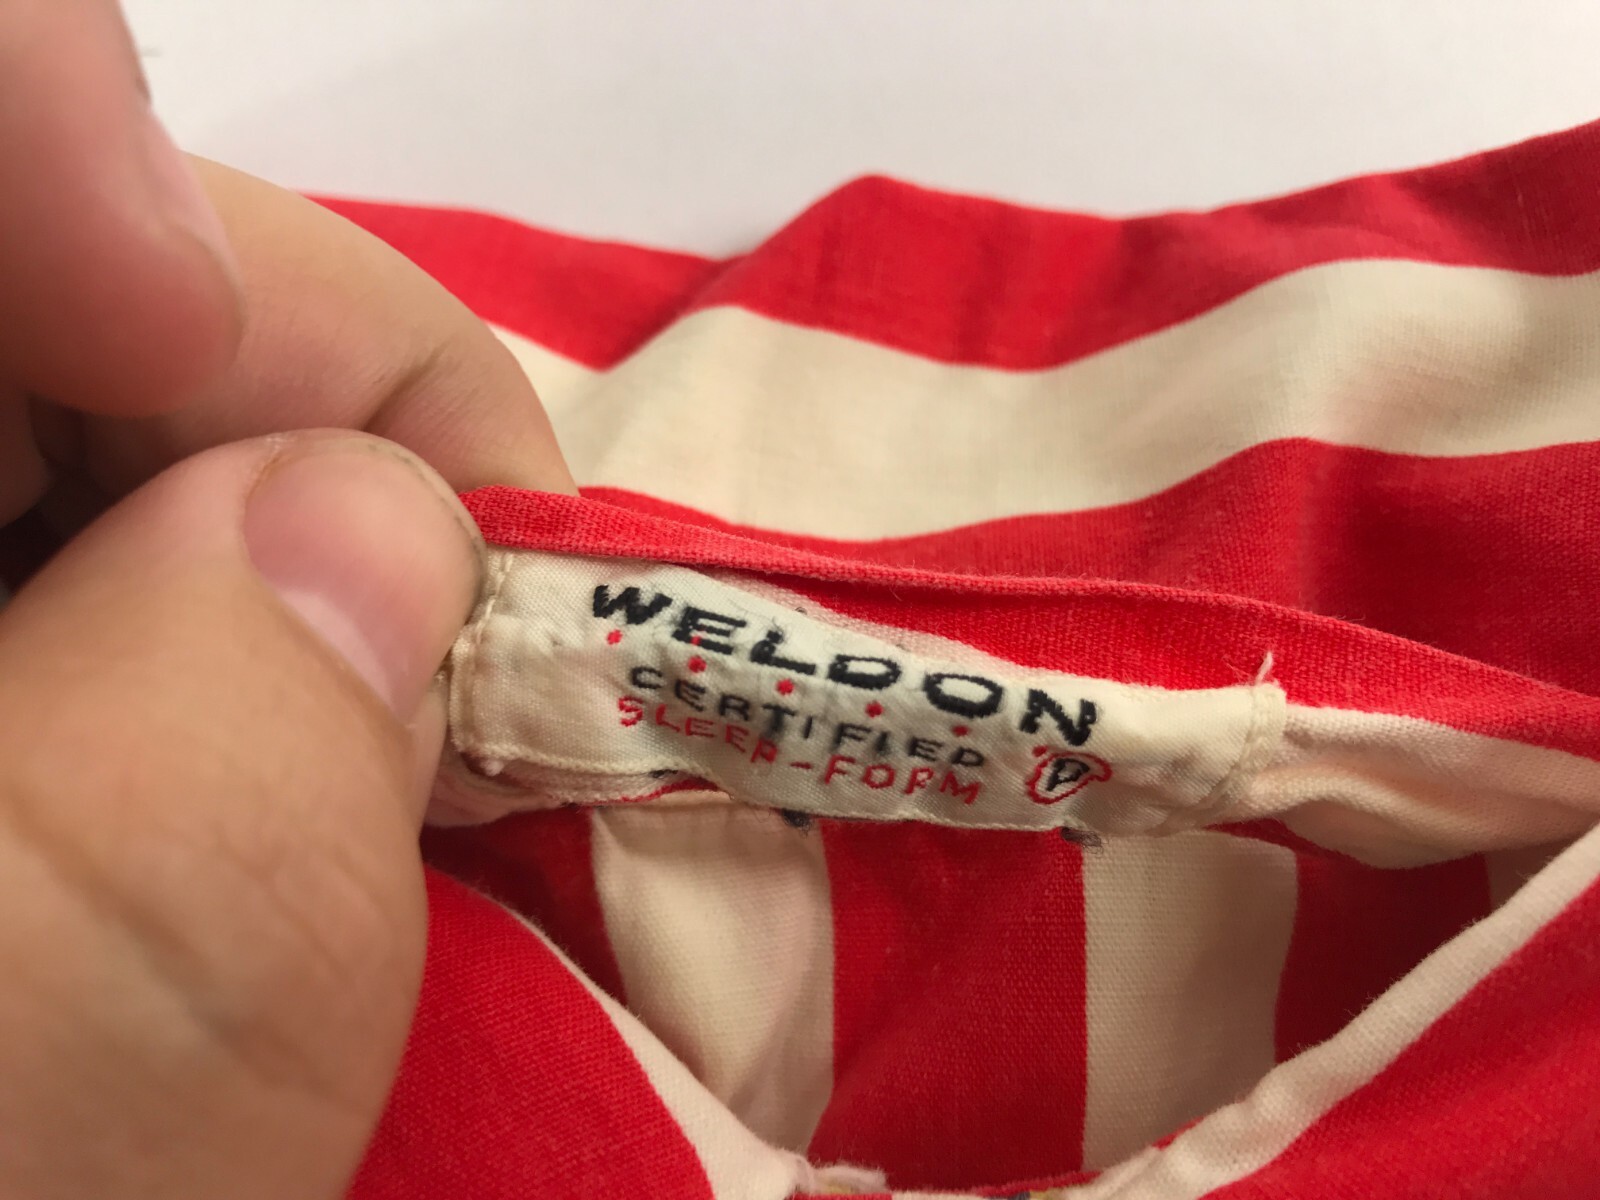 WELDON
CERTIFIED
SLEEP-FORM P